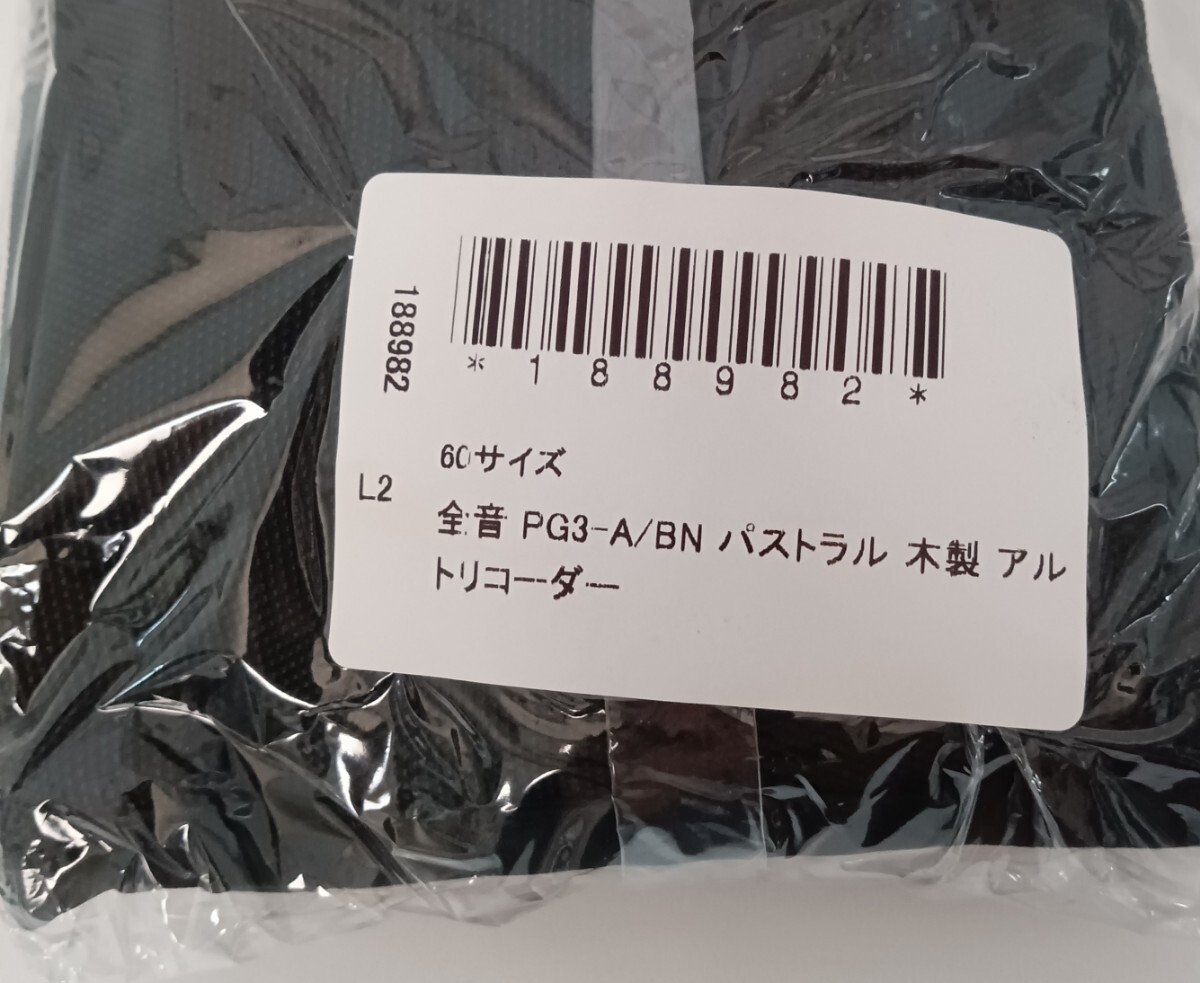 188982
*188982*
60サイズ
L2
全音 PG3-A/BN パストラル 木製 アル
トリコーダー